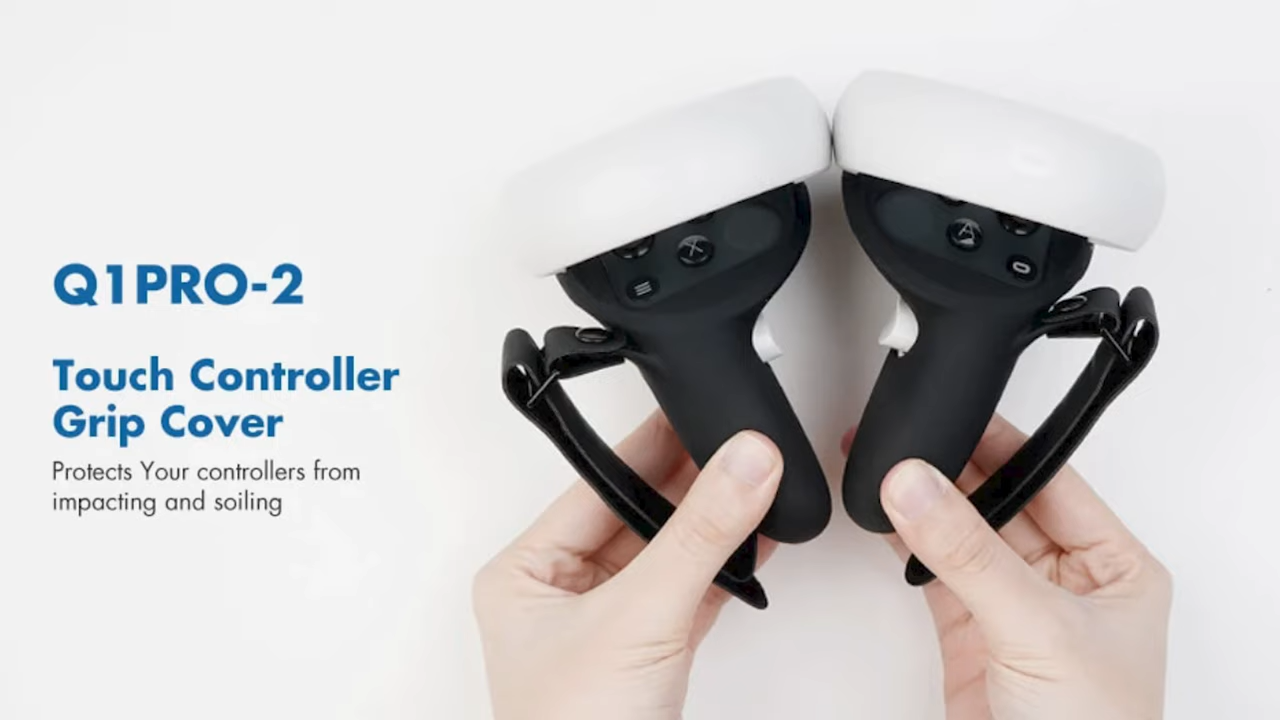 Q1PRO-2
Touch Controller
Grip Cover
Protects Your controllers from
impacting and soiling
X
A